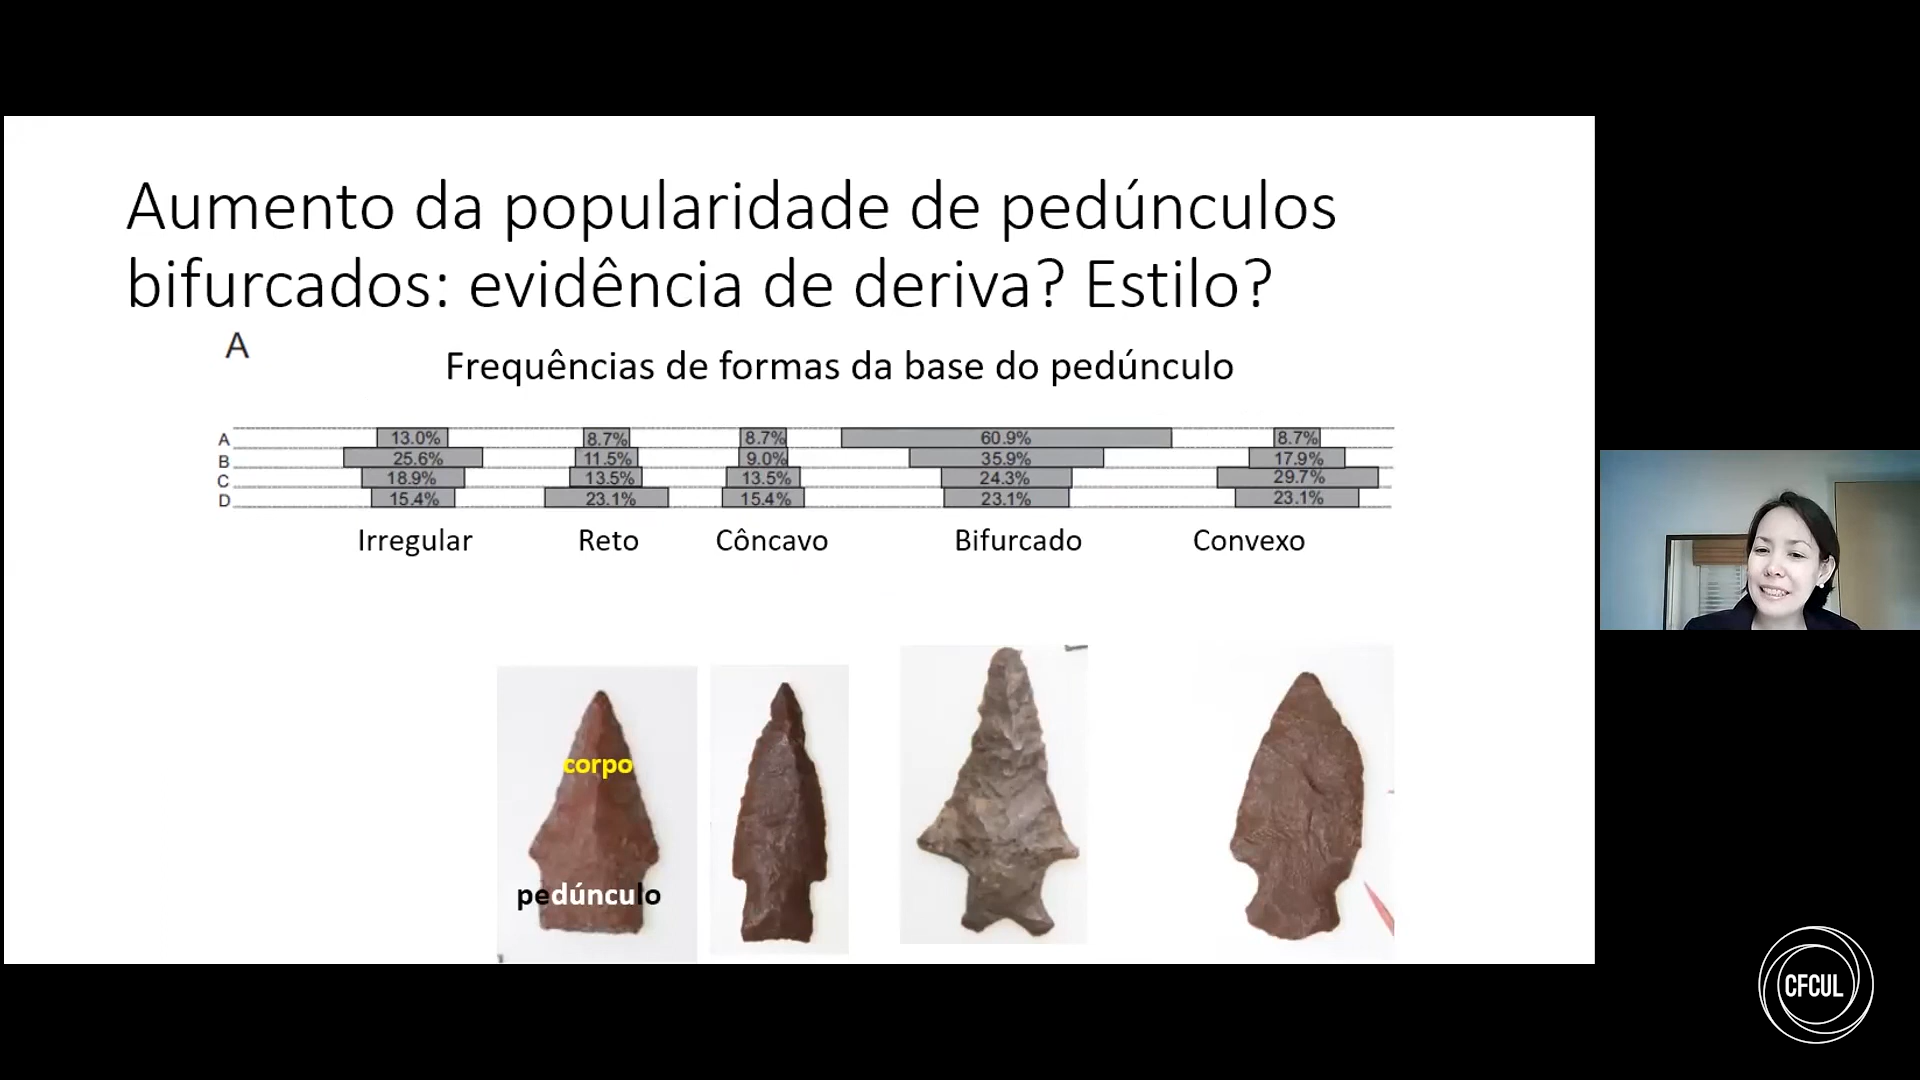 Aumento da popularidade de pedúnculos
bifurcados: evidência de deriva? Estilo?
A
Frequências de formas da base do pedúnculo
A 13.0% 8.7% 8.7% 60.9% 8.7%
B 25.6% 11.5% 9.0% 35.9% 17.9%
C 18.9% 13.5% 13.5% 24.3% 29.7%
D 15.4% 23.1% 15.4% 23.1% 23.1%
Irregular Reto Côncavo Bifurcado Convexo
corpo
pedúnculo
CFCUL